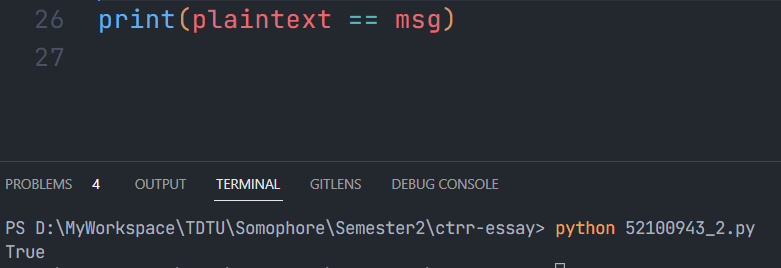 26 print(plaintext == msg)
27
PROBLEMS 4 OUTPUT TERMINAL GITLENS DEBUG CONSOLE
PS D:\MyWorkspace\TDTU\Somophore\Semester2\ctrr-essay> python 52100943_2.py
True